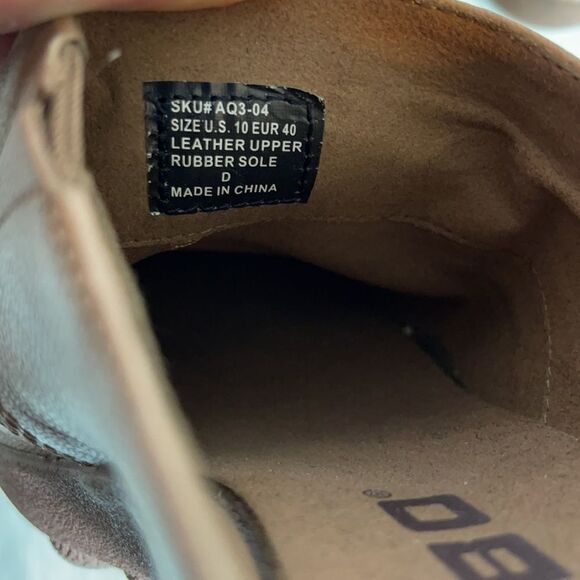 SKU# AQ3-04
SIZE U.S. 10 EUR 40
LEATHER UPPER
RUBBER SOLE
D
MADE IN CHINA
®